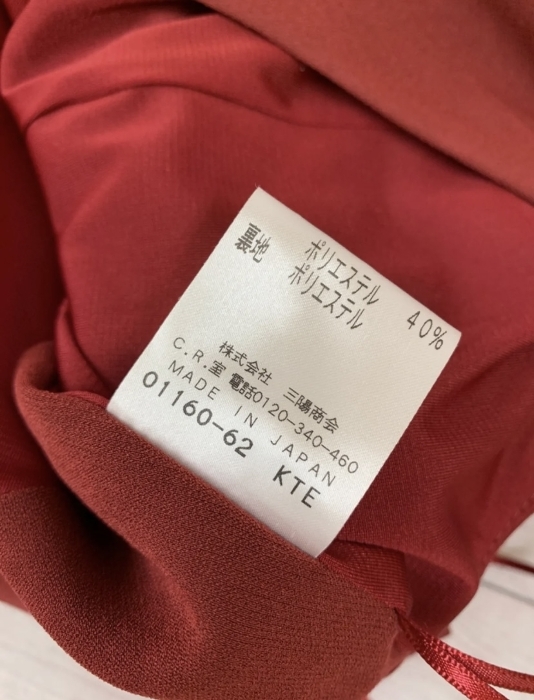 ポリエステル 40%
裏地 ポリエステル
株式会社 三陽商会
C.R.室 電話0120-340-460
MADE IN JAPAN
01160-62 KTE